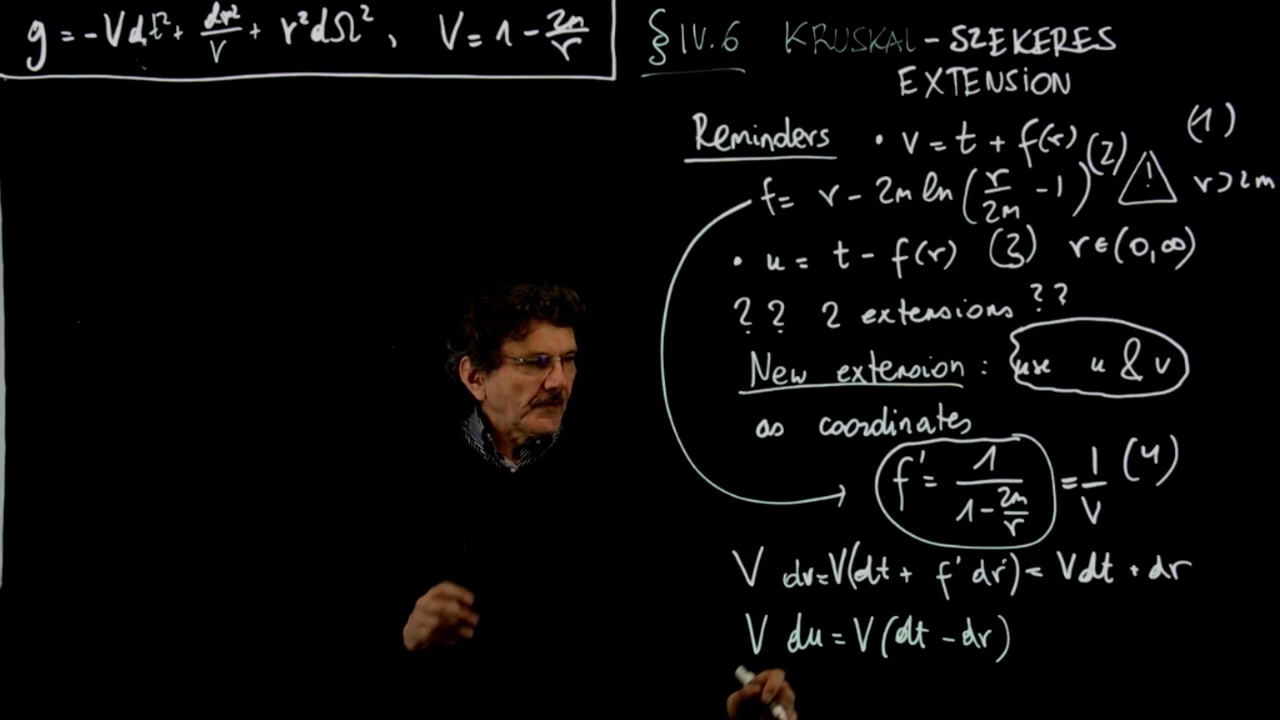 g = -Vdt² + dr²/V + r²dΩ², V = 1 - 2m/r
§ IV.6 KRUSKAL-SZEKERES
EXTENSION
Reminders • v = t + f(r) (1)
f = r - 2m ln (r/2m - 1) (2) ! r>2m
• u = t - f(r) (3) r∈(0,∞)
?? 2 extensions ??
New extension : use u & v
as coordinates
f' = 1/(1 - 2m/r) = 1/V (4)
V dv = V(dt + f' dr) = Vdt + dr
V du = V(dt - dr)